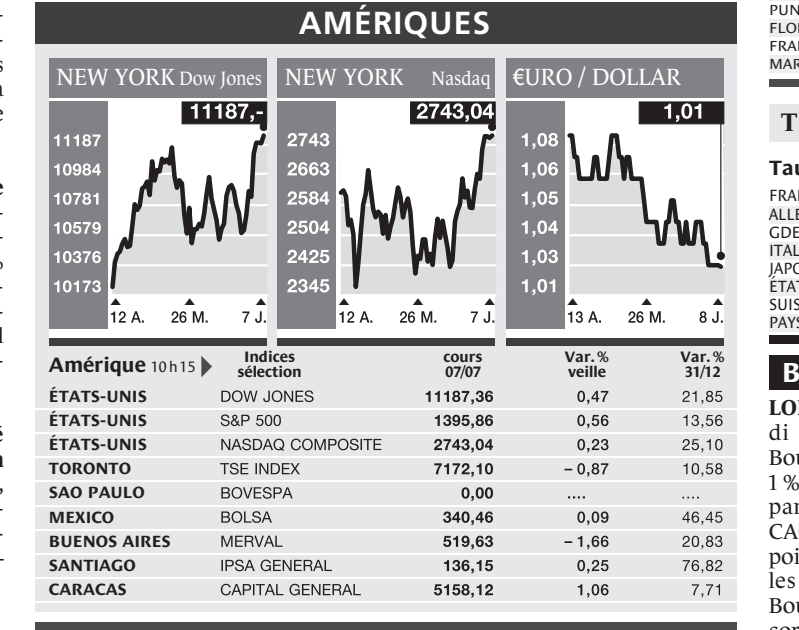 AMÉRIQUES
NEW YORK Dow Jones
11187,-
11187
10984
10781
10579
10376
10173
12 A. 26 M. 7 J.
NEW YORK Nasdaq
2743,04
2743
2663
2584
2504
2425
2345
12 A. 26 M. 7 J.
€URO / DOLLAR
1,01
1,08
1,06
1,05
1,04
1,03
1,01
13 A. 26 M. 8 J.
Amérique 10h15 Indices sélection cours 07/07 Var. % veille Var. % 31/12
ÉTATS-UNIS DOW JONES 11187,36 0,47 21,85
ÉTATS-UNIS S&P 500 1395,86 0,56 13,56
ÉTATS-UNIS NASDAQ COMPOSITE 2743,04 0,23 25,10
TORONTO TSE INDEX 7172,10 – 0,87 10,58
SAO PAULO BOVESPA 0,00 .... ....
MEXICO BOLSA 340,46 0,09 46,45
BUENOS AIRES MERVAL 519,63 – 1,66 20,83
SANTIAGO IPSA GENERAL 136,15 0,25 76,82
CARACAS CAPITAL GENERAL 5158,12 1,06 7,71